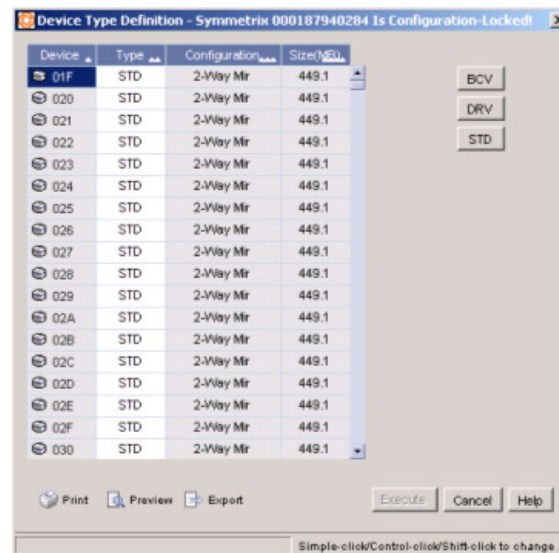 Device Type Definition - Symmetrix 000187940284 Is Configuration-Locked!
Device Type Configuration Size(MB)
01F STD 2-Way Mir 449.1
020 STD 2-Way Mir 449.1
021 STD 2-Way Mir 449.1
022 STD 2-Way Mir 449.1
023 STD 2-Way Mir 449.1
024 STD 2-Way Mir 449.1
025 STD 2-Way Mir 449.1
026 STD 2-Way Mir 449.1
027 STD 2-Way Mir 449.1
028 STD 2-Way Mir 449.1
029 STD 2-Way Mir 449.1
02A STD 2-Way Mir 449.1
02B STD 2-Way Mir 449.1
02C STD 2-Way Mir 449.1
02D STD 2-Way Mir 449.1
02E STD 2-Way Mir 449.1
02F STD 2-Way Mir 449.1
030 STD 2-Way Mir 449.1
BCV
DRV
STD
Print Preview Export Execute Cancel Help
Simple-click/Control-click/Shift-click to change